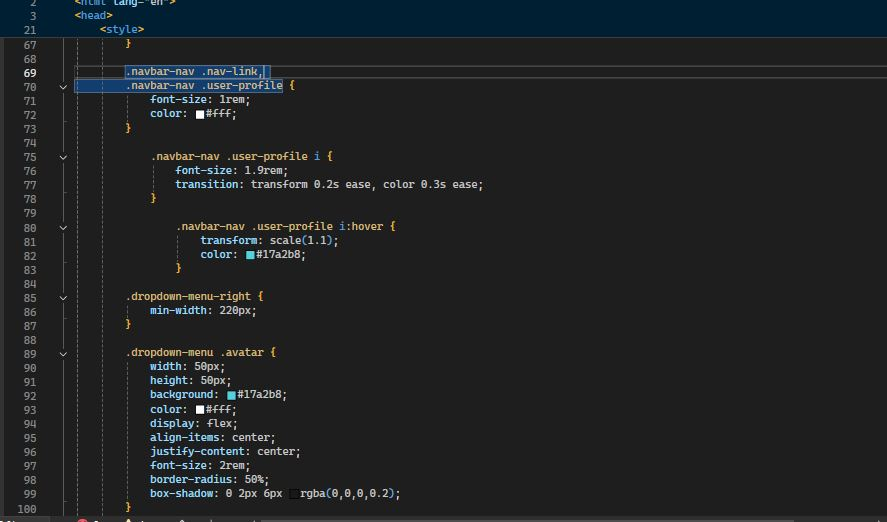 2 <html lang="en">
3 <head>
21 <style>
67 }
68
69 .navbar-nav .nav-link,
70 .navbar-nav .user-profile {
71 font-size: 1rem;
72 color: #fff;
73 }
74
75 .navbar-nav .user-profile i {
76 font-size: 1.9rem;
77 transition: transform 0.2s ease, color 0.3s ease;
78 }
79
80 .navbar-nav .user-profile i:hover {
81 transform: scale(1.1);
82 color: #17a2b8;
83 }
84
85 .dropdown-menu-right {
86 min-width: 220px;
87 }
88
89 .dropdown-menu .avatar {
90 width: 50px;
91 height: 50px;
92 background: #17a2b8;
93 color: #fff;
94 display: flex;
95 align-items: center;
96 justify-content: center;
97 font-size: 2rem;
98 border-radius: 50%;
99 box-shadow: 0 2px 6px rgba(0,0,0,0.2);
100 }